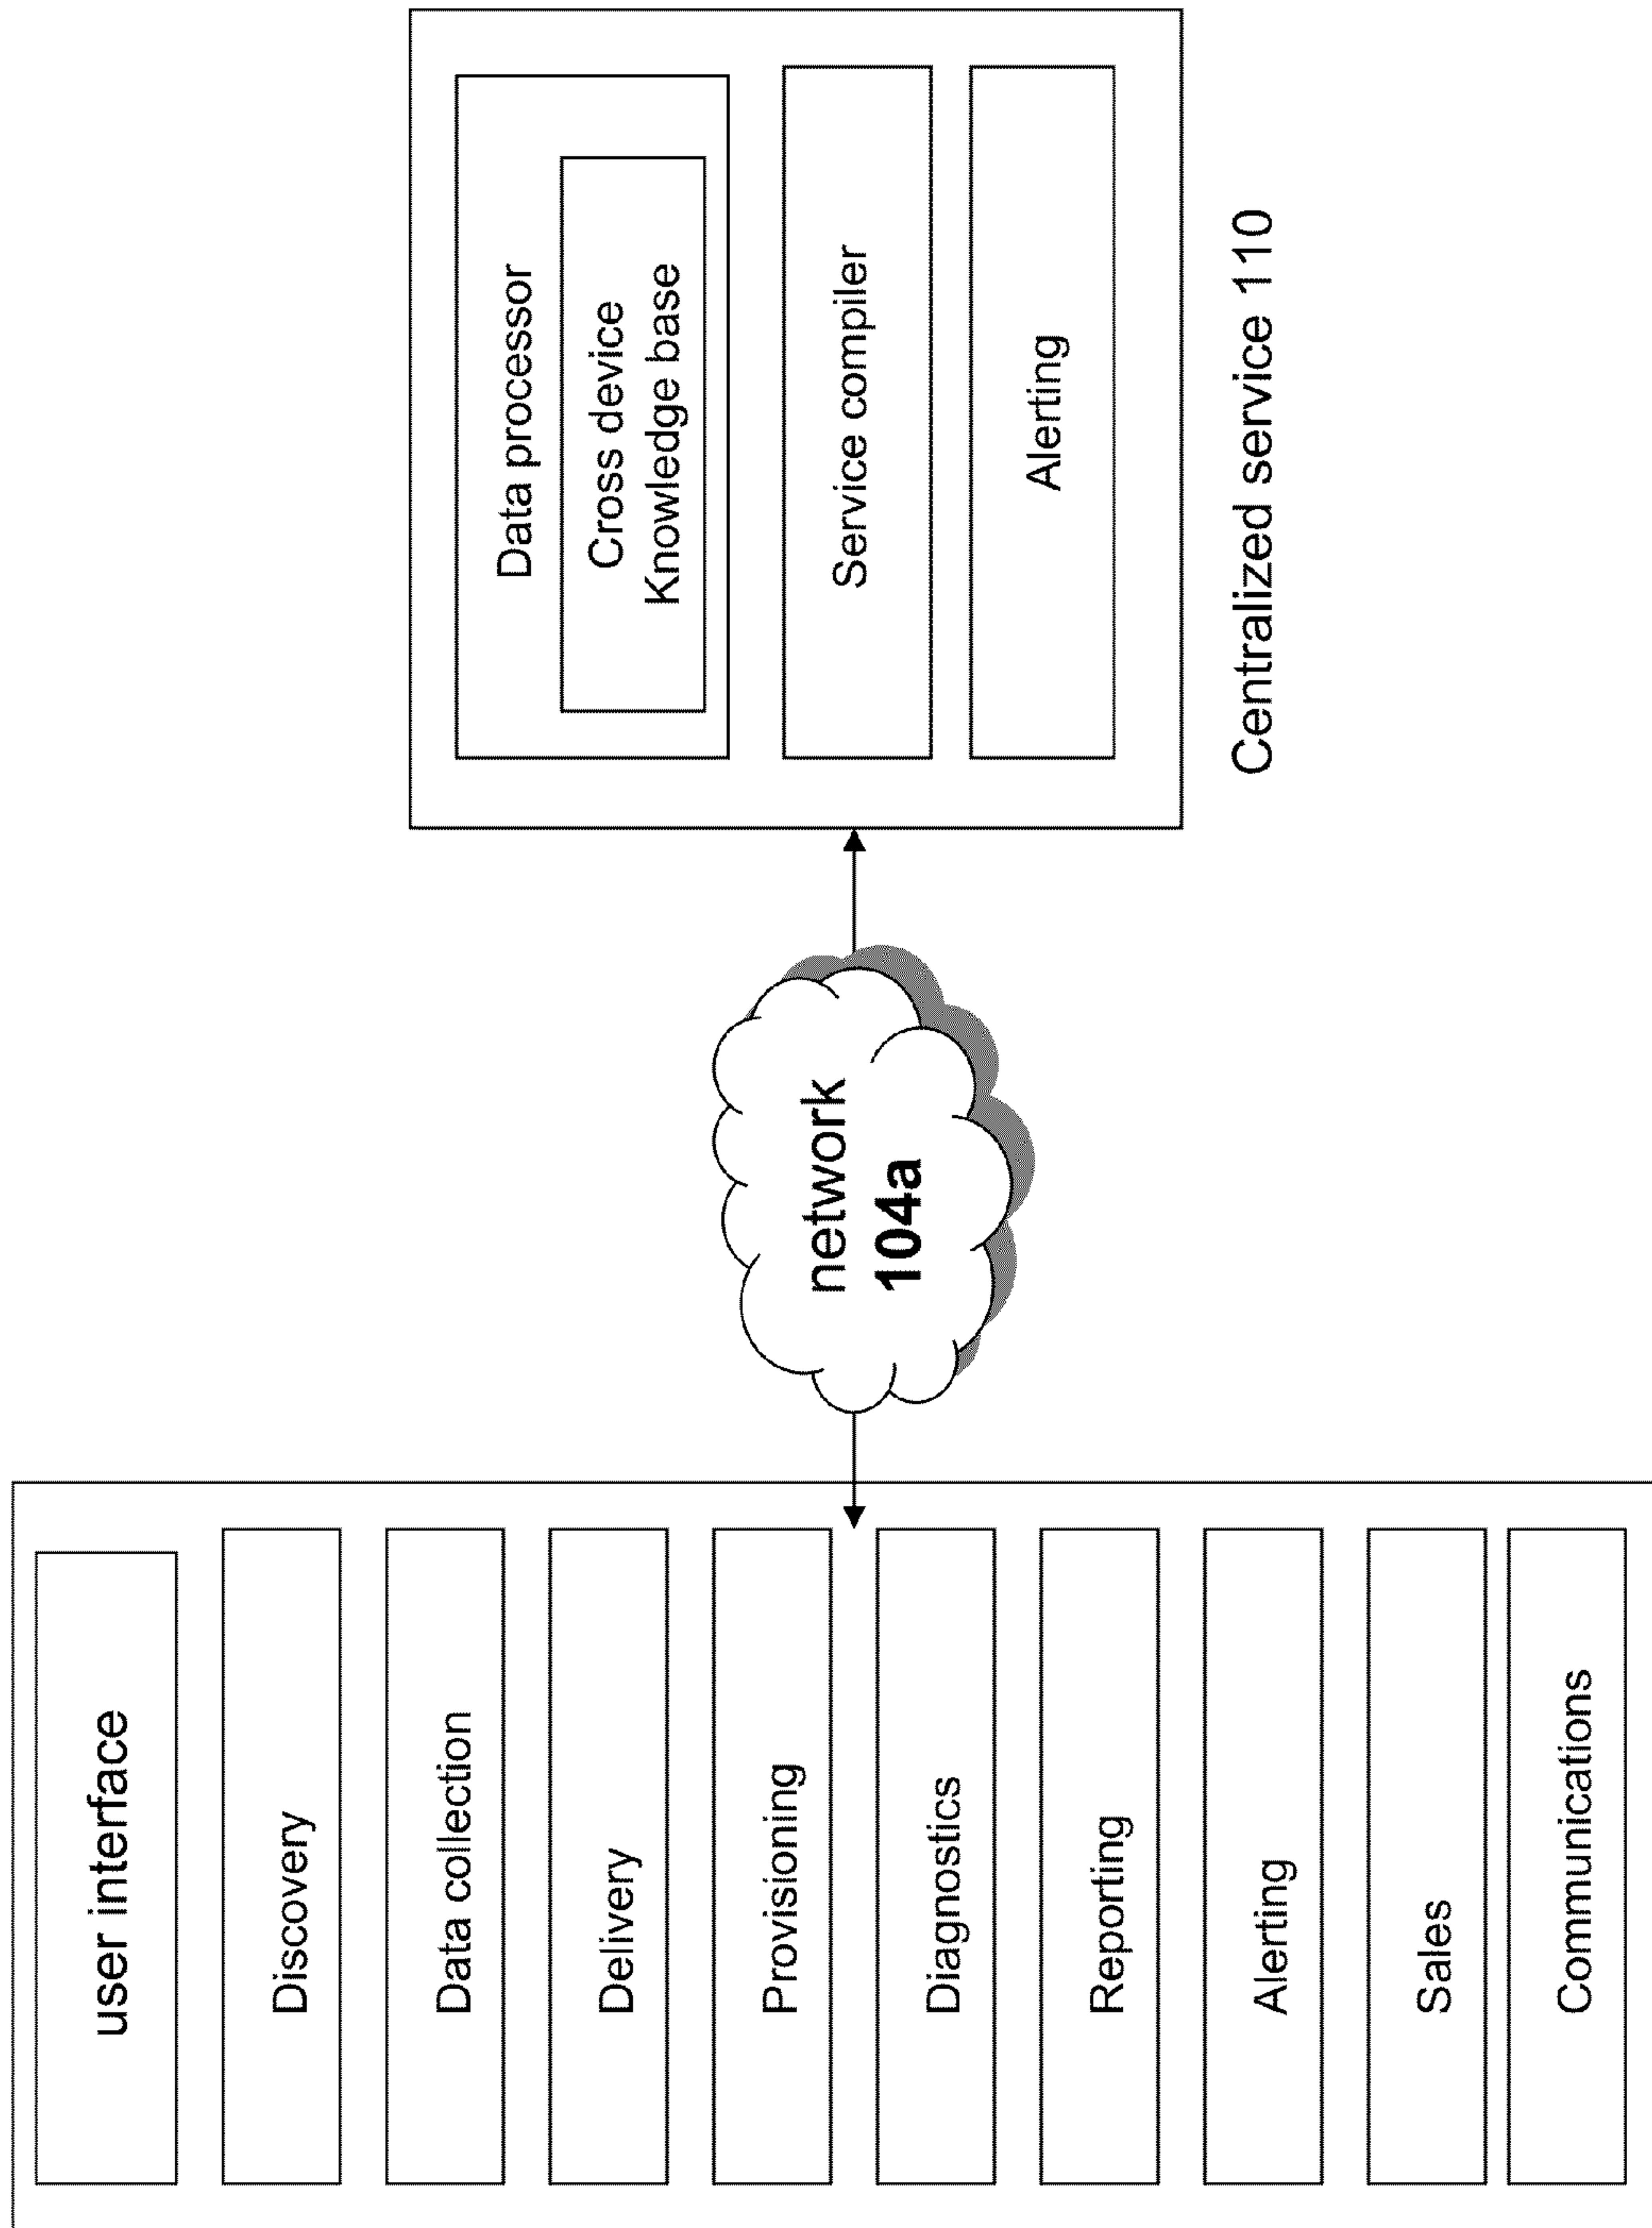 user interface
Discovery
Data collection
Delivery
Provisioning
Diagnostics
Reporting
Alerting
Sales
Communications
network
104a
Data processor
Cross device
Knowledge base
Service compiler
Alerting
Centralized service 110